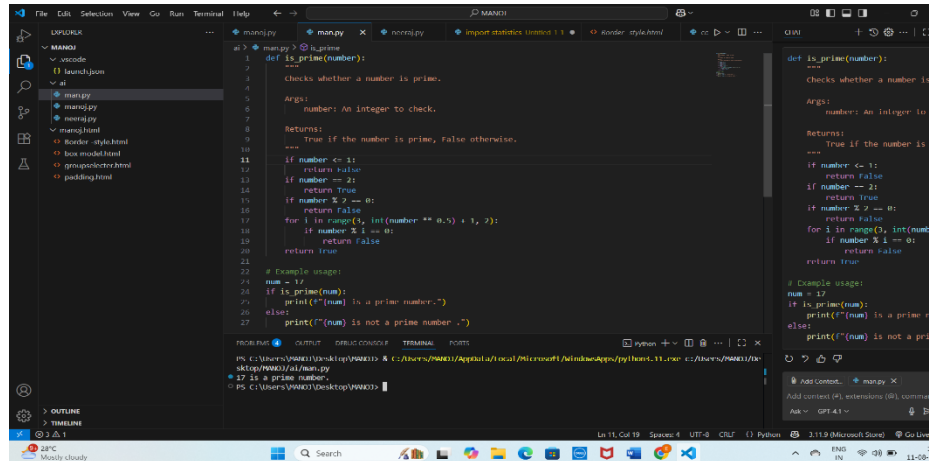 File Edit Selection View Go Run Terminal Help
MANOJ
EXPLORER
MANOJ
.vscode
launch.json
ai
man.py
manoj.py
neeraj.py
manoj.html
Border -style.html
box model.html
groupselecter.html
padding.html
OUTLINE
TIMELINE
manoj.py
man.py
neeraj.py
import statistics Untitled-1 1
Border -style.html
ai > man.py > is_prime
1 def is_prime(number):
2 """
3 Checks whether a number is prime.
4
5 Args:
6 number: An integer to check.
7
8 Returns:
9 True if the number is prime, False otherwise.
10 """
11 if number <= 1:
12 return False
13 if number == 2:
14 return True
15 if number % 2 == 0:
16 return False
17 for i in range(3, int(number ** 0.5) + 1, 2):
18 if number % i == 0:
19 return False
20 return True
21
22 # Example usage:
23 num = 17
24 if is_prime(num):
25 print(f"{num} is a prime number.")
26 else:
27 print(f"{num} is not a prime number .")
PROBLEMS 4 OUTPUT DEBUG CONSOLE TERMINAL PORTS
Python
PS C:\Users\MANOJ\Desktop\MANOJ> & C:/Users/MANOJ/AppData/Local/Microsoft/WindowsApps/python3.11.exe c:/Users/MANOJ/De
sktop/MANOJ/ai/man.py
17 is a prime number.
PS C:\Users\MANOJ\Desktop\MANOJ>
CHAT
def is_prime(number):
"""
Checks whether a number is
Args:
number: An integer to
Returns:
True if the number is
"""
if number <= 1:
return False
if number == 2:
return True
if number % 2 == 0:
return False
for i in range(3, int(numb
if number % i == 0:
return False
return True
# Example usage:
num = 17
if is_prime(num):
print(f"{num} is a prime n
else:
print(f"{num} is not a pri
Add Context... man.py
Add context (#), extensions (@), comma
Ask GPT-4.1
3 1
Ln 11, Col 19 Spaces: 4 UTF-8 CRLF {} Python 3.11.9 (Microsoft Store) Go Live
28°C
Mostly cloudy
Search
ENG
IN
11-08-